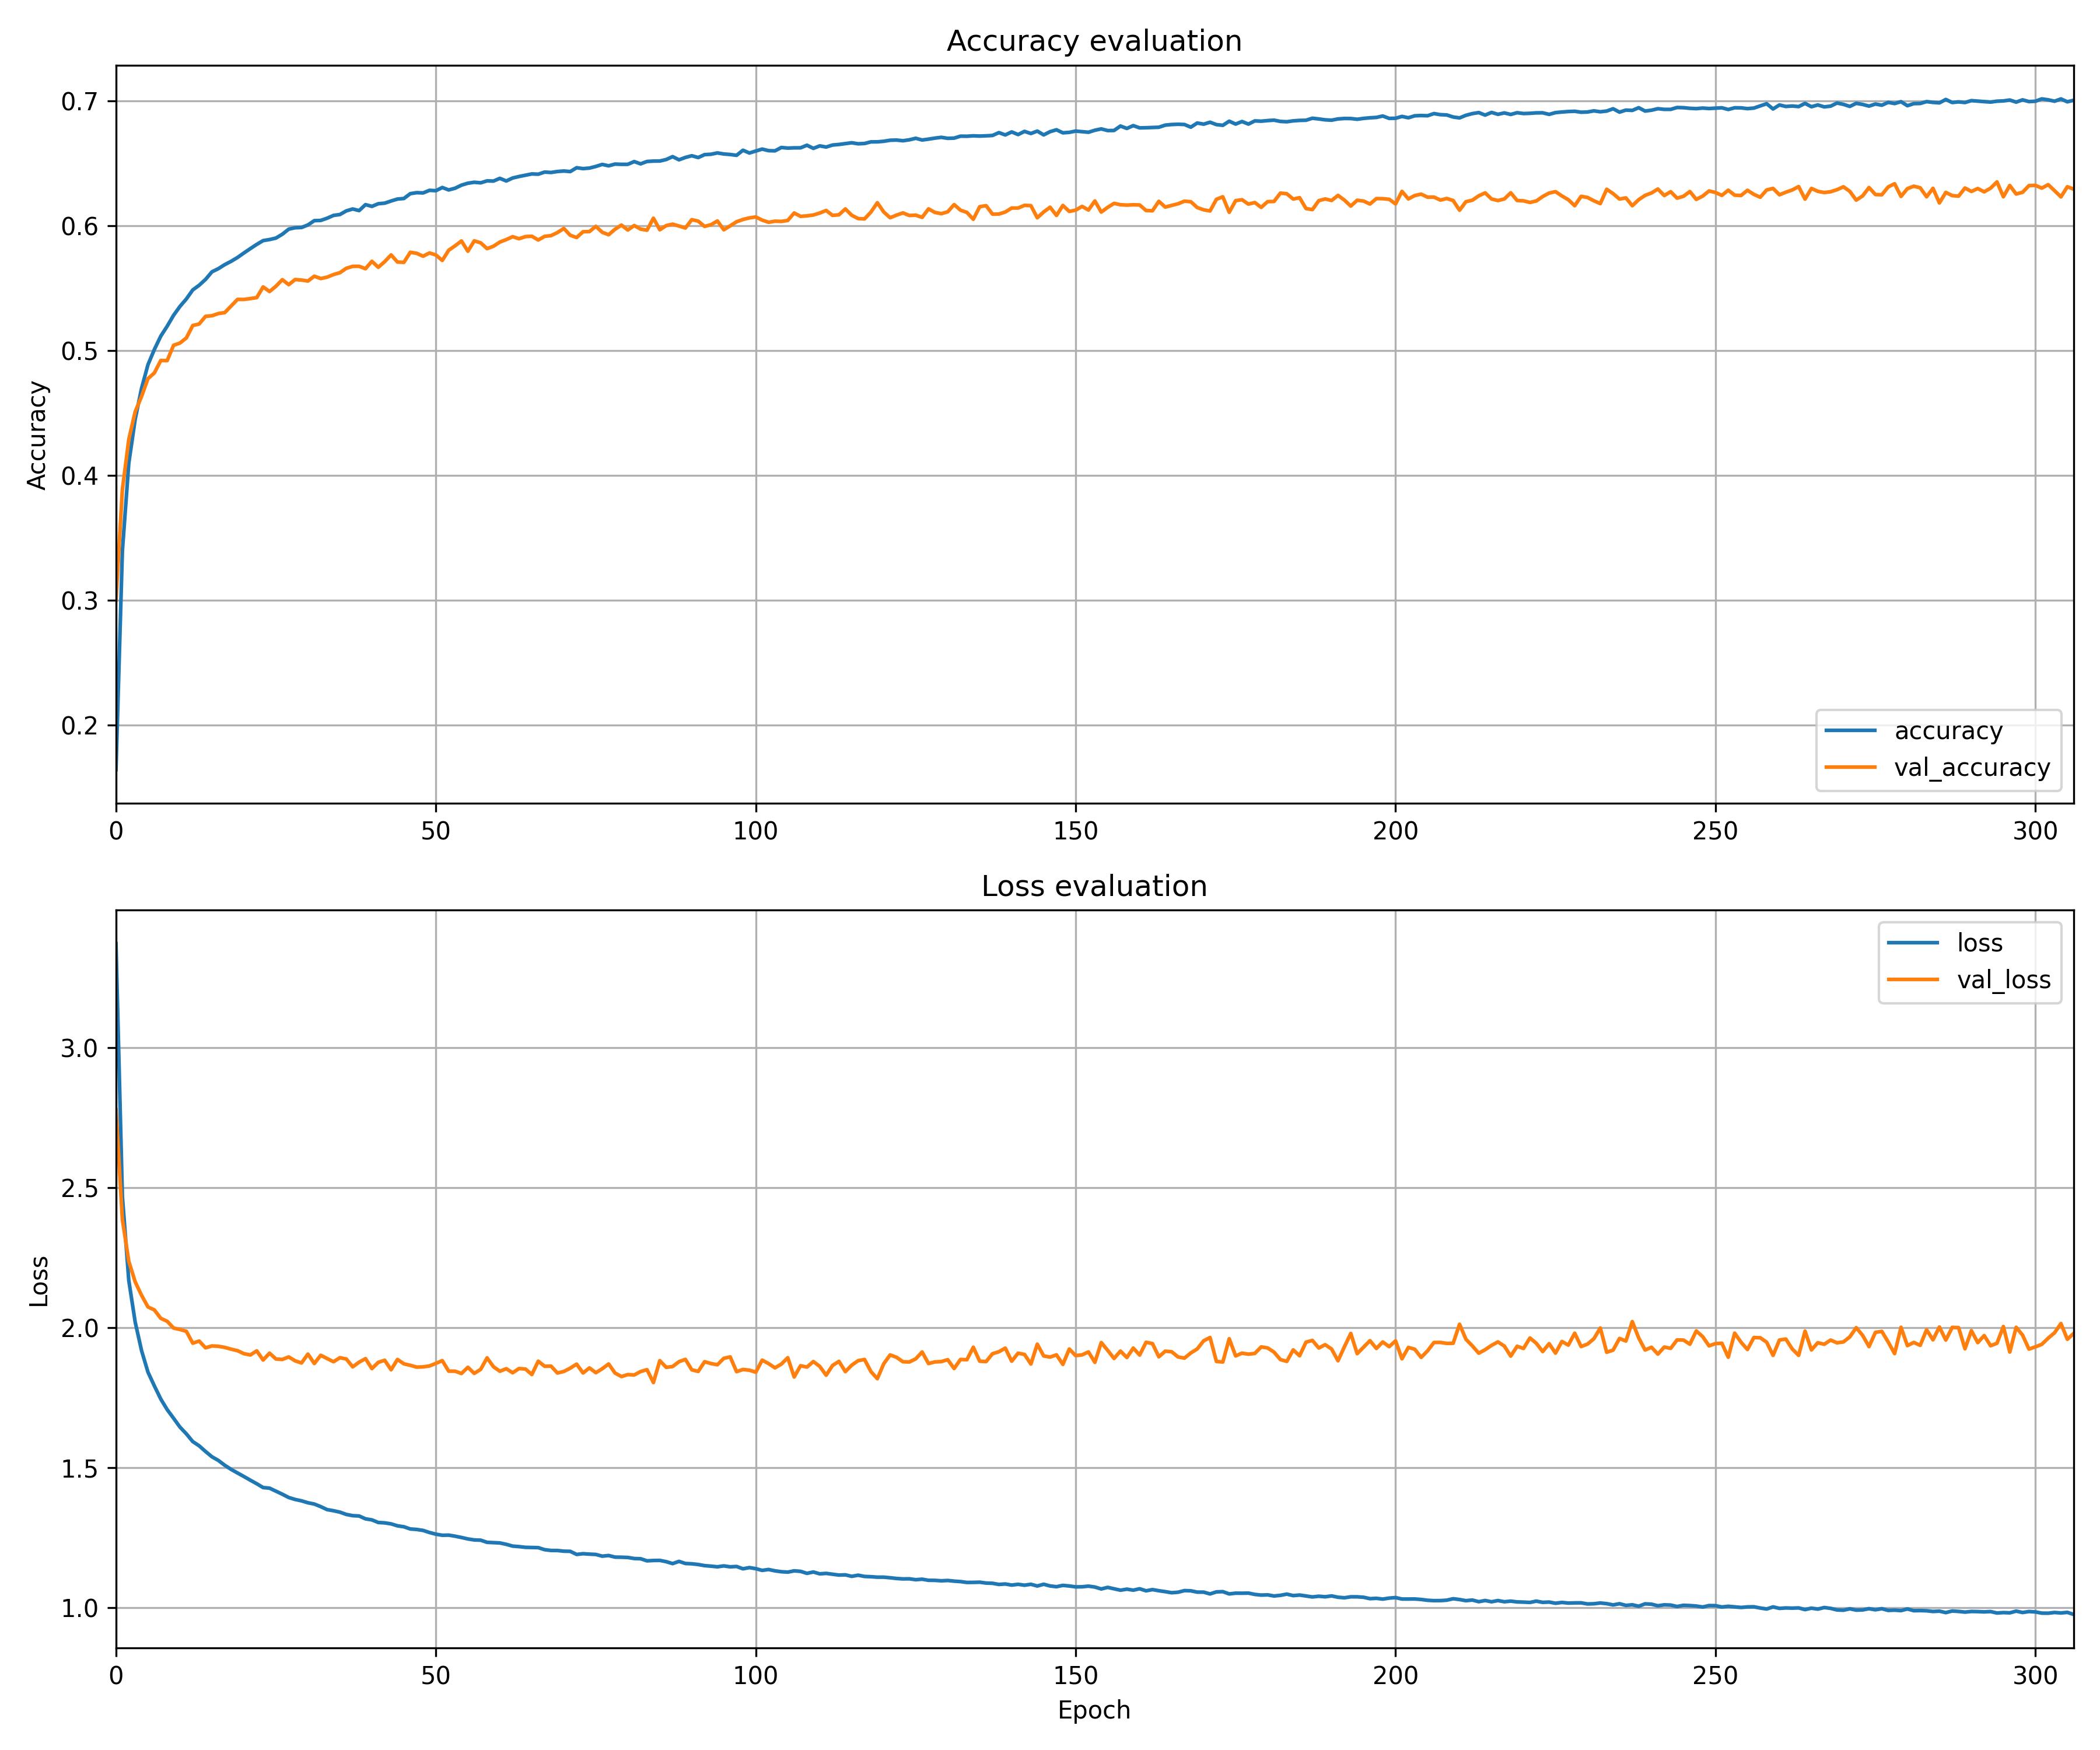 Accuracy evaluation
0.7
0.6
0.5
0.4
0.3
0.2
Accuracy
accuracy
val_accuracy
0 50 100 150 200 250 300
Loss evaluation
loss
val_loss
3.0
2.5
2.0
1.5
1.0
Loss
0 50 100 150 200 250 300
Epoch